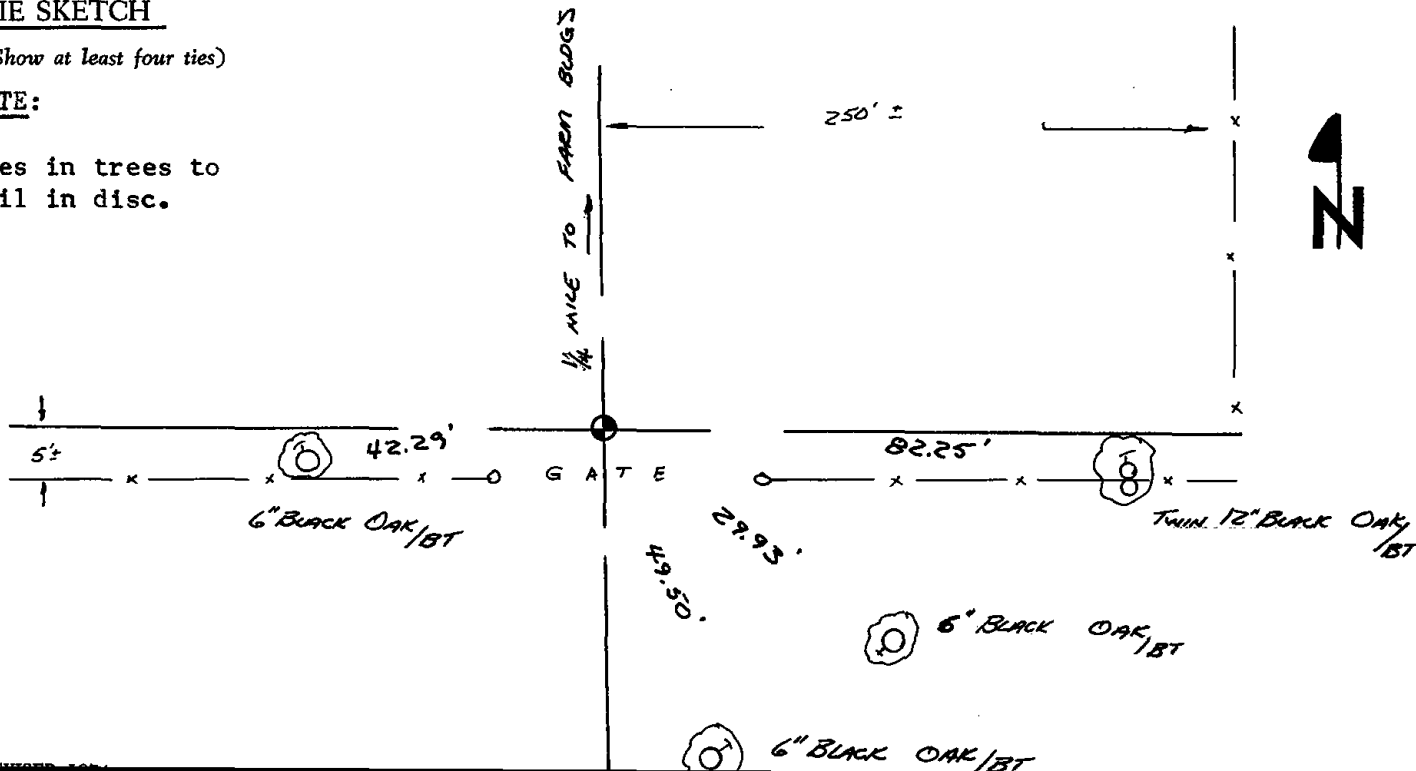 IE SKETCH
Show at least four ties)
TE:
es in trees to
il in disc.
1/4 MILE TO FARM BLDGS
250' ±
N
5'±
42.29'
82.25'
GATE
6" BLACK OAK/BT
TWIN 12" BLACK OAK/BT
29.93'
49.50'
6" BLACK OAK/BT
6" BLACK OAK/BT